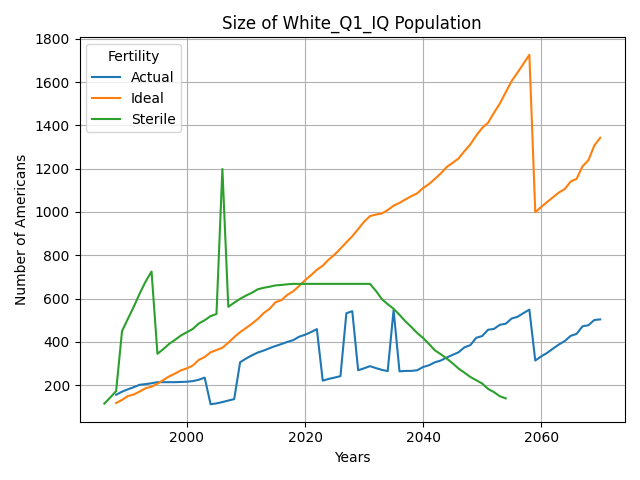 Size of White_Q1_IQ Population
Fertility
Actual
Ideal
Sterile
Number of Americans
1800
1600
1400
1200
1000
800
600
400
200
2000
2020
2040
2060
Years